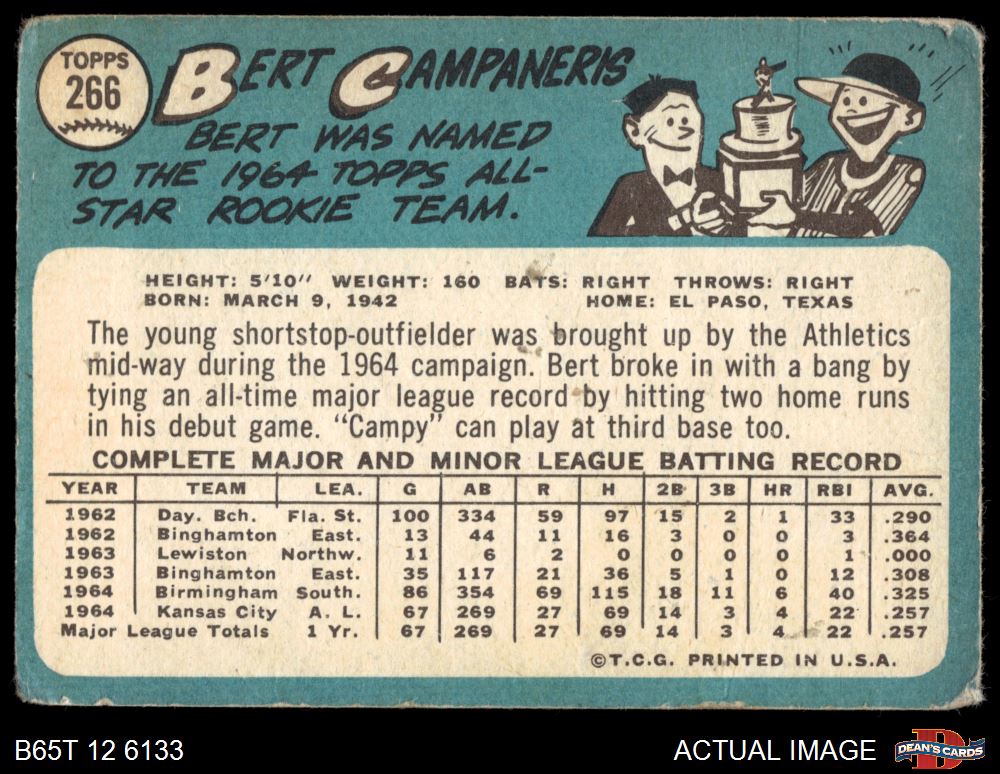 TOPPS
266
BERT CAMPANERIS
BERT WAS NAMED
TO THE 1964 TOPPS ALL-
STAR ROOKIE TEAM.
HEIGHT: 5'10" WEIGHT: 160 BATS: RIGHT THROWS: RIGHT
BORN: MARCH 9, 1942 HOME: EL PASO, TEXAS
The young shortstop-outfielder was brought up by the Athletics
mid-way during the 1964 campaign. Bert broke in with a bang by
tying an all-time major league record by hitting two home runs
in his debut game. "Campy" can play at third base too.
COMPLETE MAJOR AND MINOR LEAGUE BATTING RECORD
YEAR TEAM LEA. G AB R H 2B 3B HR RBI AVG.
1962 Day. Bch. Fla. St. 100 334 59 97 15 2 1 33 .290
1962 Binghamton East. 13 44 11 16 3 0 0 3 .364
1963 Lewiston Northw. 11 6 2 0 0 0 0 1 .000
1963 Binghamton East. 35 117 21 36 5 1 0 12 .308
1964 Birmingham South. 86 354 69 115 18 11 6 40 .325
1964 Kansas City A. L. 67 269 27 69 14 3 4 22 .257
Major League Totals 1 Yr. 67 269 27 69 14 3 4 22 .257
©T.C.G. PRINTED IN U.S.A.
B65T 12 6133 ACTUAL IMAGE
DEAN'S CARDS